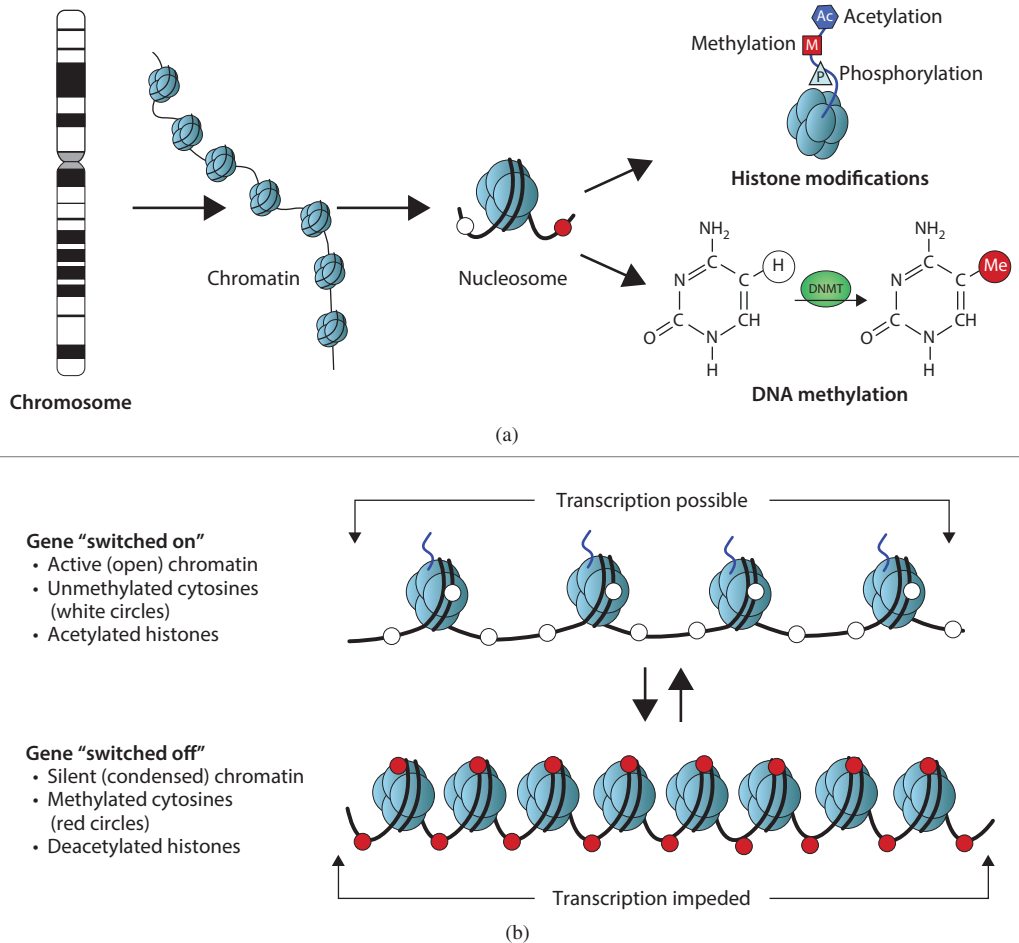 Ac Acetylation
Methylation M
P Phosphorylation
Histone modifications
Chromatin
Nucleosome
NH₂
N
C
C
H
C
CH
O
N
H
DNMT
NH₂
N
C
C
Me
C
CH
O
N
H
DNA methylation
Chromosome
(a)
Transcription possible
Gene “switched on”
• Active (open) chromatin
• Unmethylated cytosines
(white circles)
• Acetylated histones
Gene “switched off”
• Silent (condensed) chromatin
• Methylated cytosines
(red circles)
• Deacetylated histones
Transcription impeded
(b)